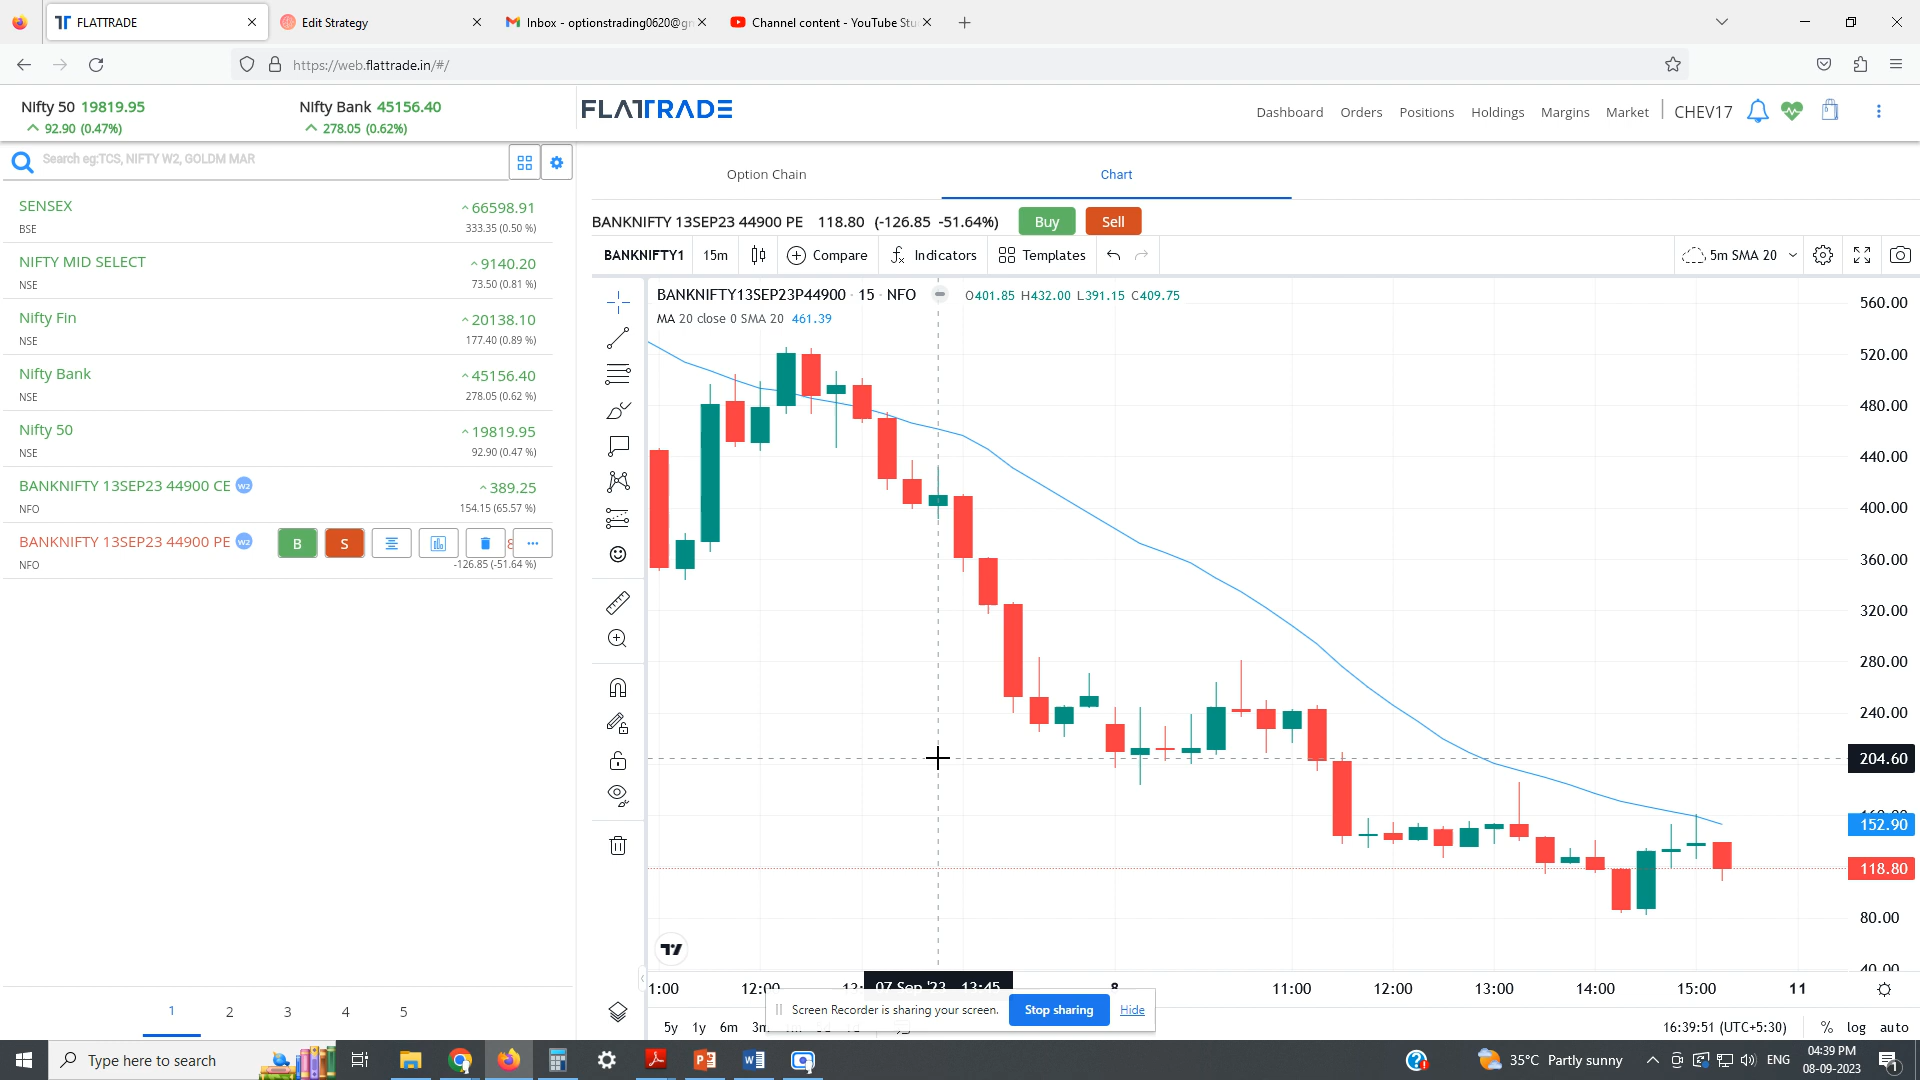 FLATTRADE
Edit Strategy
Inbox - optionstrading0620@gm
Channel content - YouTube Stu
https://web.flattrade.in/#/
Nifty 50 19819.95
92.90 (0.47%)
Nifty Bank 45156.40
278.05 (0.62%)
FLATTRADE
Dashboard Orders Positions Holdings Margins Market CHEV17
Search eg:TCS, NIFTY W2, GOLDM MAR
SENSEX 66598.91
BSE 333.35 (0.50 %)
NIFTY MID SELECT 9140.20
NSE 73.50 (0.81 %)
Nifty Fin 20138.10
NSE 177.40 (0.89 %)
Nifty Bank 45156.40
NSE 278.05 (0.62 %)
Nifty 50 19819.95
NSE 92.90 (0.47 %)
BANKNIFTY 13SEP23 44900 CE W2 389.25
NFO 154.15 (65.57 %)
BANKNIFTY 13SEP23 44900 PE W2 B S
NFO -126.85 (-51.64 %)
1 2 3 4 5
Option Chain Chart
BANKNIFTY 13SEP23 44900 PE 118.80 (-126.85 -51.64%) Buy Sell
BANKNIFTY1 15m Compare Indicators Templates 5m SMA 20
BANKNIFTY13SEP23P44900 · 15 · NFO O401.85 H432.00 L391.15 C409.75
MA 20 close 0 SMA 20 461.39
560.00
520.00
480.00
440.00
400.00
360.00
320.00
280.00
240.00
204.60
160.00
152.90
118.80
80.00
40.00
1:00 12:00 13: 07 Sep '23 13:45 8 11:00 12:00 13:00 14:00 15:00 11
Screen Recorder is sharing your screen. Stop sharing Hide
5y 1y 6m 3m 16:39:51 (UTC+5:30) % log auto
Type here to search
35°C Partly sunny
ENG
04:39 PM
08-09-2023
1